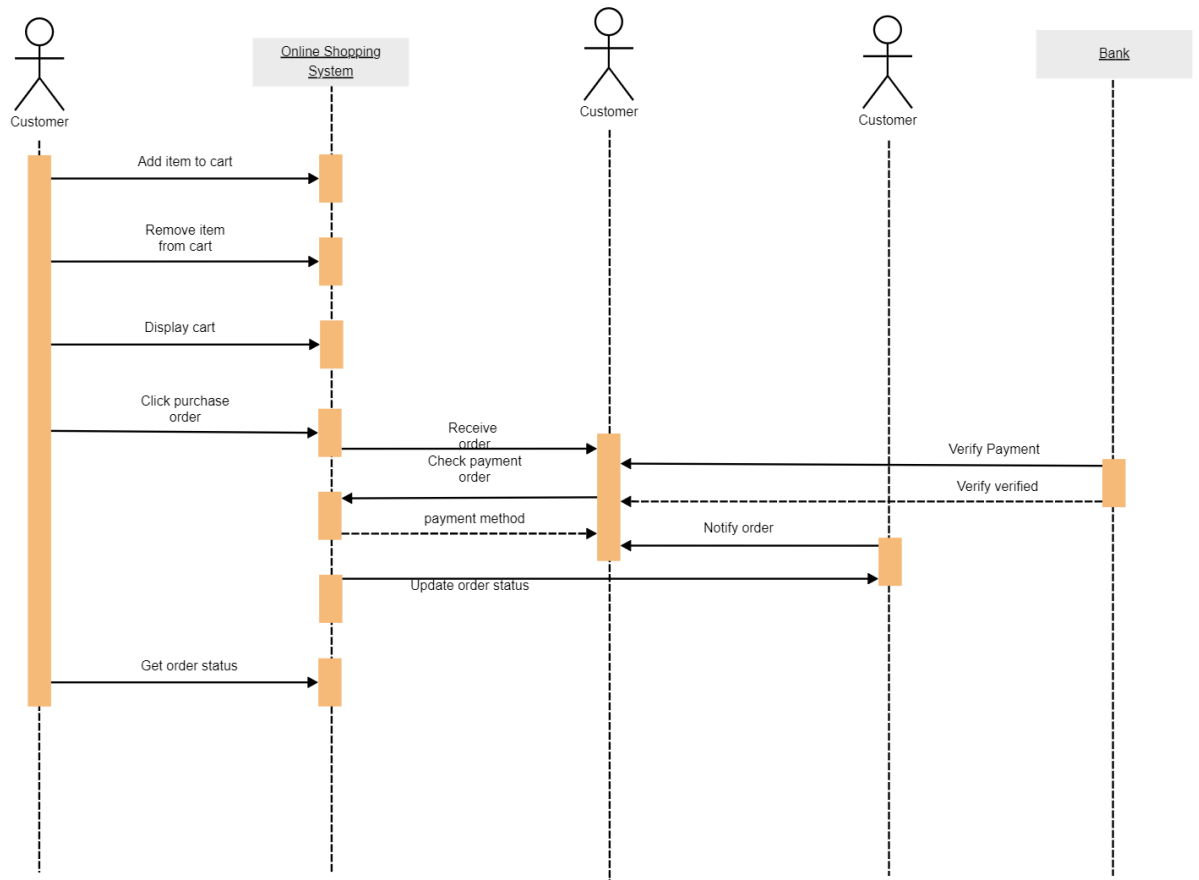 Online Shopping
System
Bank
Customer
Customer
Customer
Add item to cart
Remove item
from cart
Display cart
Click purchase
order
Receive
order
Check payment
order
Verify Payment
Verify verified
payment method
Notify order
Update order status
Get order status